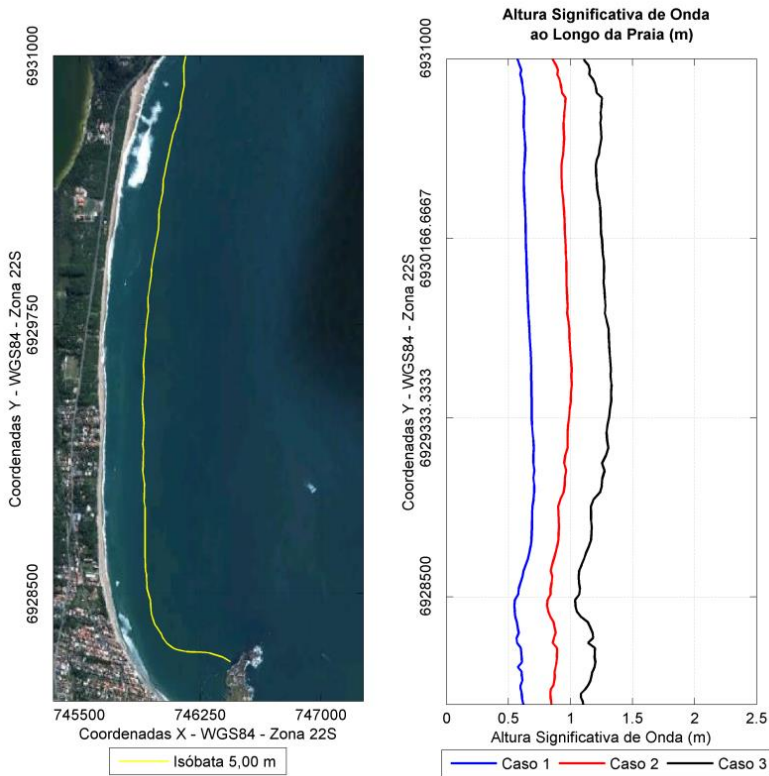 6931000
6929750
6928500
Coordenadas Y - WGS84 - Zona 22S
745500 746250 747000
Coordenadas X - WGS84 - Zona 22S
Isóbata 5,00 m
Altura Significativa de Onda
ao Longo da Praia (m)
6931000
6930166.6667
6929333.3333
6928500
Coordenadas Y - WGS84 - Zona 22S
0 0.5 1 1.5 2 2.5
Altura Significativa de Onda (m)
Caso 1 Caso 2 Caso 3